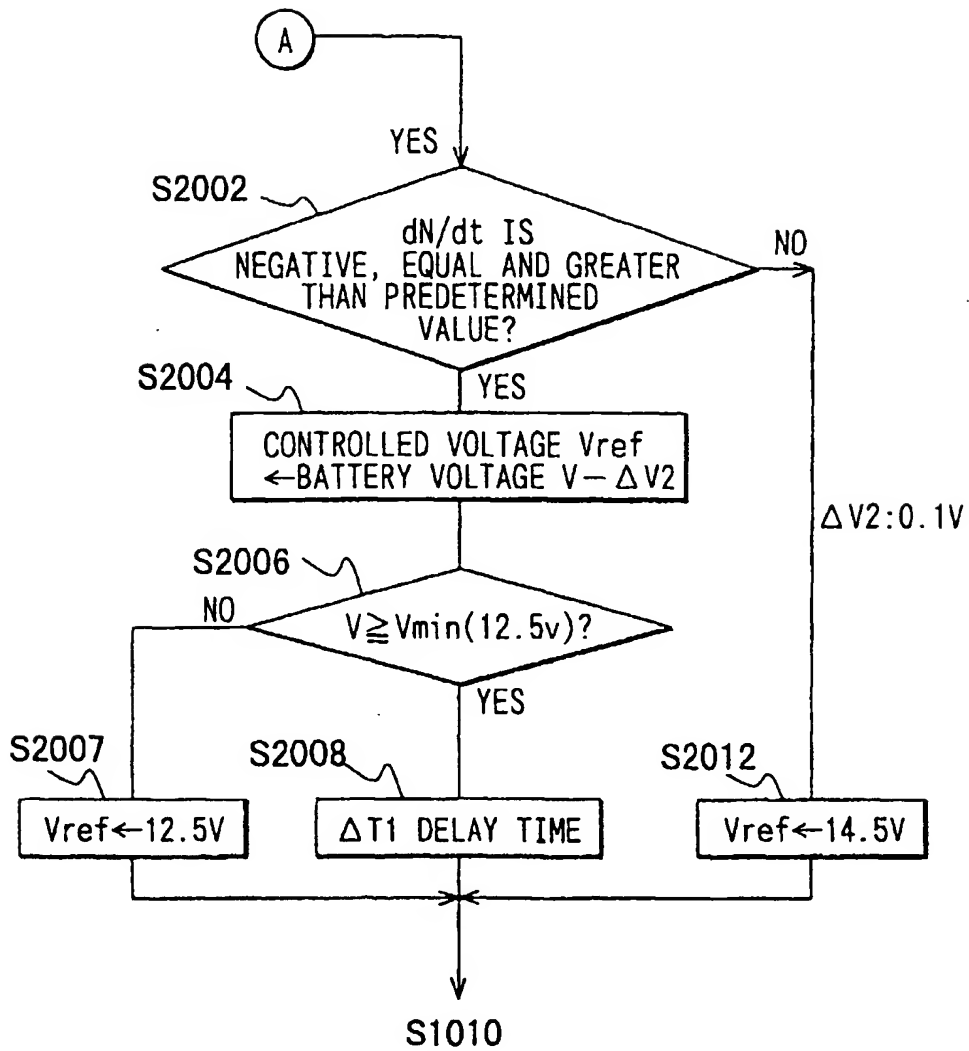 A
YES
S2002
dN/dt IS
NEGATIVE, EQUAL AND GREATER
THAN PREDETERMINED
VALUE?
NO
S2004
YES
CONTROLLED VOLTAGE Vref
←BATTERY VOLTAGE V-ΔV2
ΔV2:0.1V
S2006
NO
V≧Vmin(12.5v)?
YES
S2007
S2008
S2012
Vref←12.5V
ΔT1 DELAY TIME
Vref←14.5V
S1010